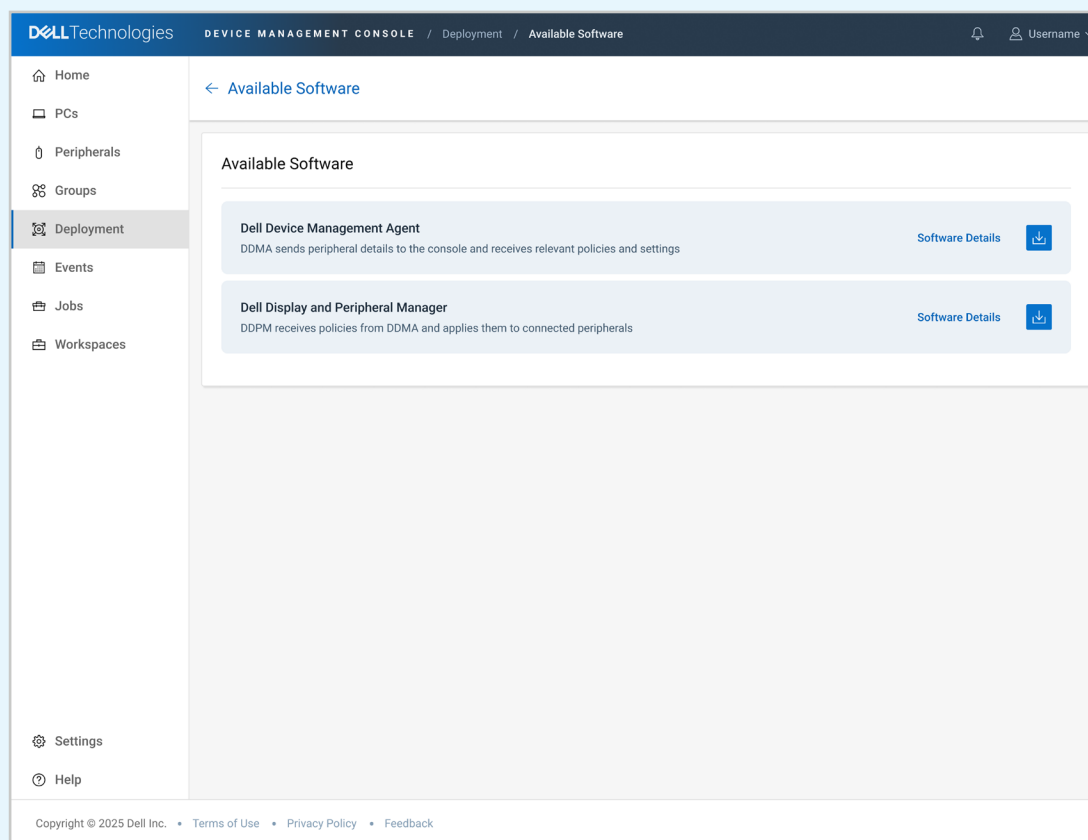 DELLTechnologies DEVICE MANAGEMENT CONSOLE / Deployment / Available Software Username
Home
PCs
Peripherals
Groups
Deployment
Events
Jobs
Workspaces
Settings
Help
← Available Software
Available Software
Dell Device Management Agent
DDMA sends peripheral details to the console and receives relevant policies and settings
Software Details
Dell Display and Peripheral Manager
DDPM receives policies from DDMA and applies them to connected peripherals
Software Details
Copyright © 2025 Dell Inc. • Terms of Use • Privacy Policy • Feedback